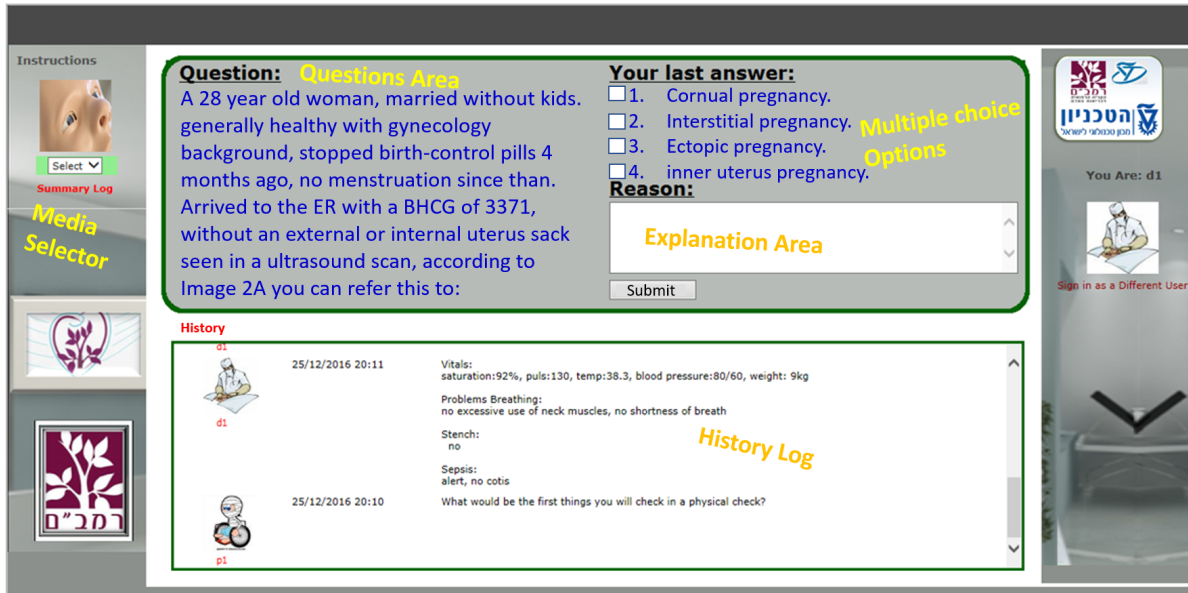 Instructions
Select
Summary Log
Media
Selector
רמב"ם
Question:
Questions Area
A 28 year old woman, married without kids.
generally healthy with gynecology
background, stopped birth-control pills 4
months ago, no menstruation since than.
Arrived to the ER with a BHCG of 3371,
without an external or internal uterus sack
seen in a ultrasound scan, according to
Image 2A you can refer this to:
Your last answer:
1. Cornual pregnancy.
2. Interstitial pregnancy.
3. Ectopic pregnancy.
4. inner uterus pregnancy.
Multiple choice
Options
Reason:
Explanation Area
Submit
History
d1
25/12/2016 20:11
Vitals:
saturation:92%, puls:130, temp:38.3, blood pressure:80/60, weight: 9kg
Problems Breathing:
no excessive use of neck muscles, no shortness of breath
Stench:
no
Sepsis:
alert, no cotis
d1
History Log
25/12/2016 20:10
What would be the first things you will check in a physical check?
p1
רמב"ם
הטכניון
מכון טכנולוגי לישראל
You Are: d1
Sign in as a Different User